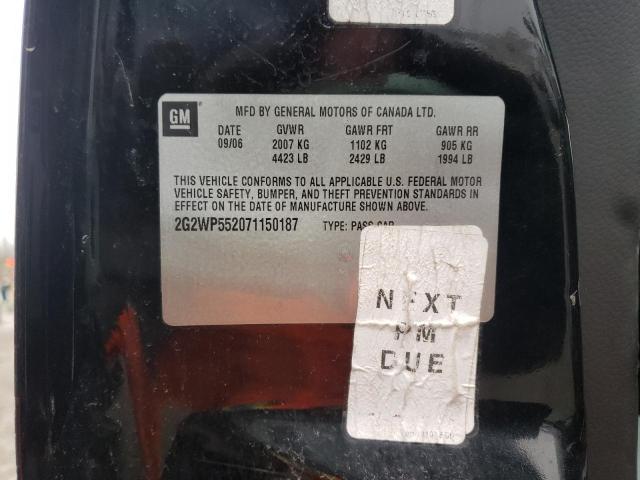 GM
MFD BY GENERAL MOTORS OF CANADA LTD.
DATE GVWR GAWR FRT GAWR RR
09/06 2007 KG 1102 KG 905 KG
4423 LB 2429 LB 1994 LB
THIS VEHICLE CONFORMS TO ALL APPLICABLE U.S. FEDERAL MOTOR
VEHICLE SAFETY, BUMPER, AND THEFT PREVENTION STANDARDS IN
EFFECT ON THE DATE OF MANUFACTURE SHOWN ABOVE.
2G2WP552071150187 TYPE: PASS CAR
NEXT
PM
DUE